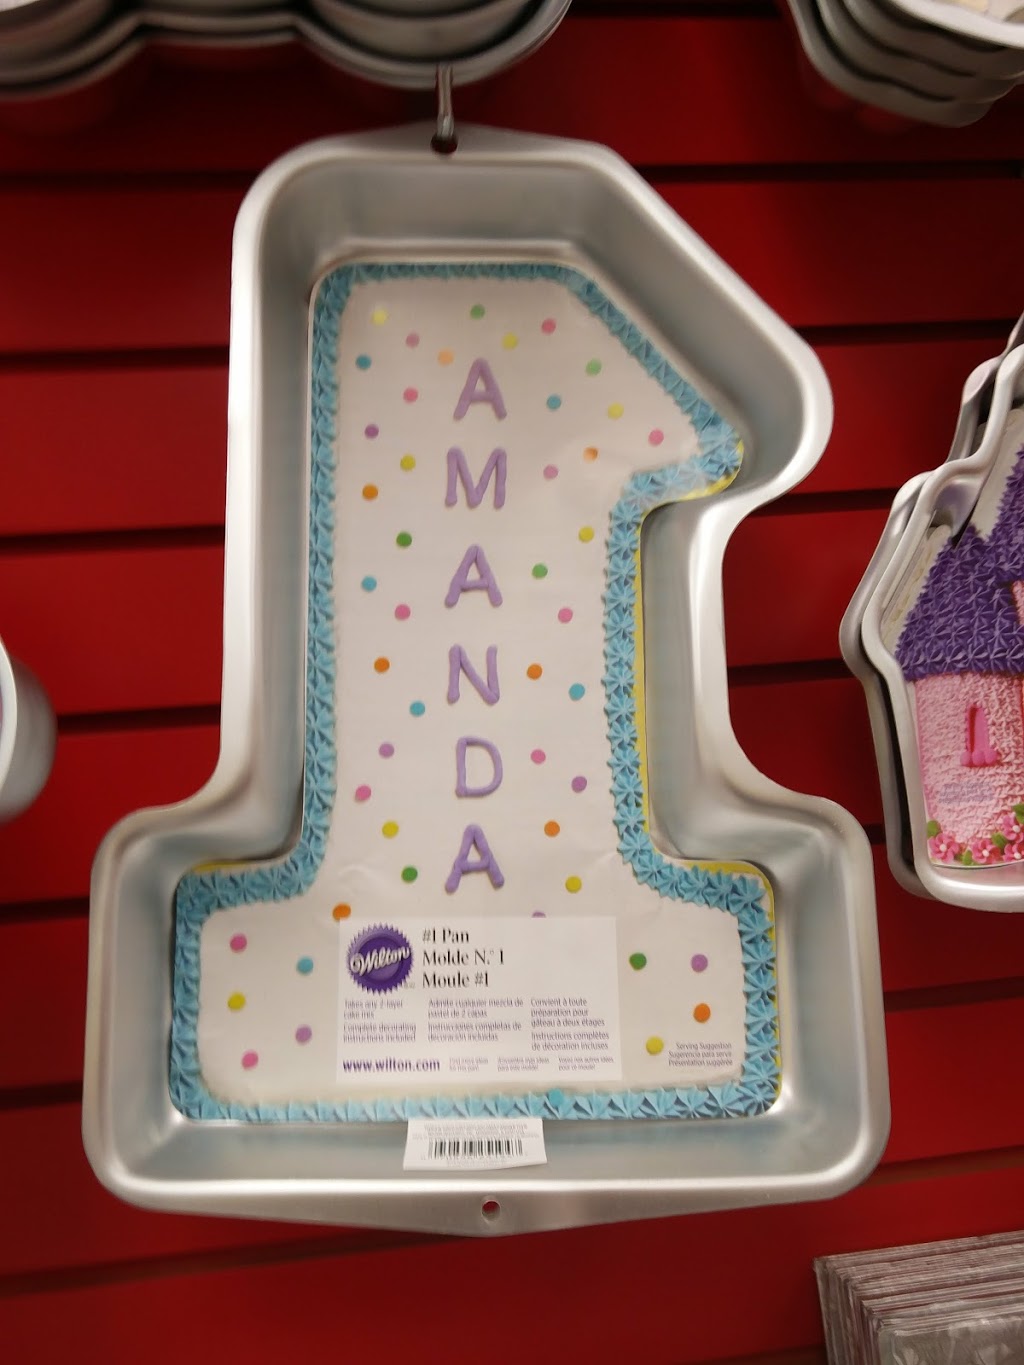 A
M
A
N
D
A
Wilton
#1 Pan
Molde N.° 1
Moule #1
Takes any 2-layer
cake mix
Complete decorating
instructions included
Admite cualquier mezcla de
pastel de 2 capas
Instrucciones completas de
decoración incluidas
Convient à toute
préparation pour
gâteau à deux étages
Instructions complètes
de décoration incluses
www.wilton.com
Serving Suggestion
Sugerencia para servir
Présentation suggérée